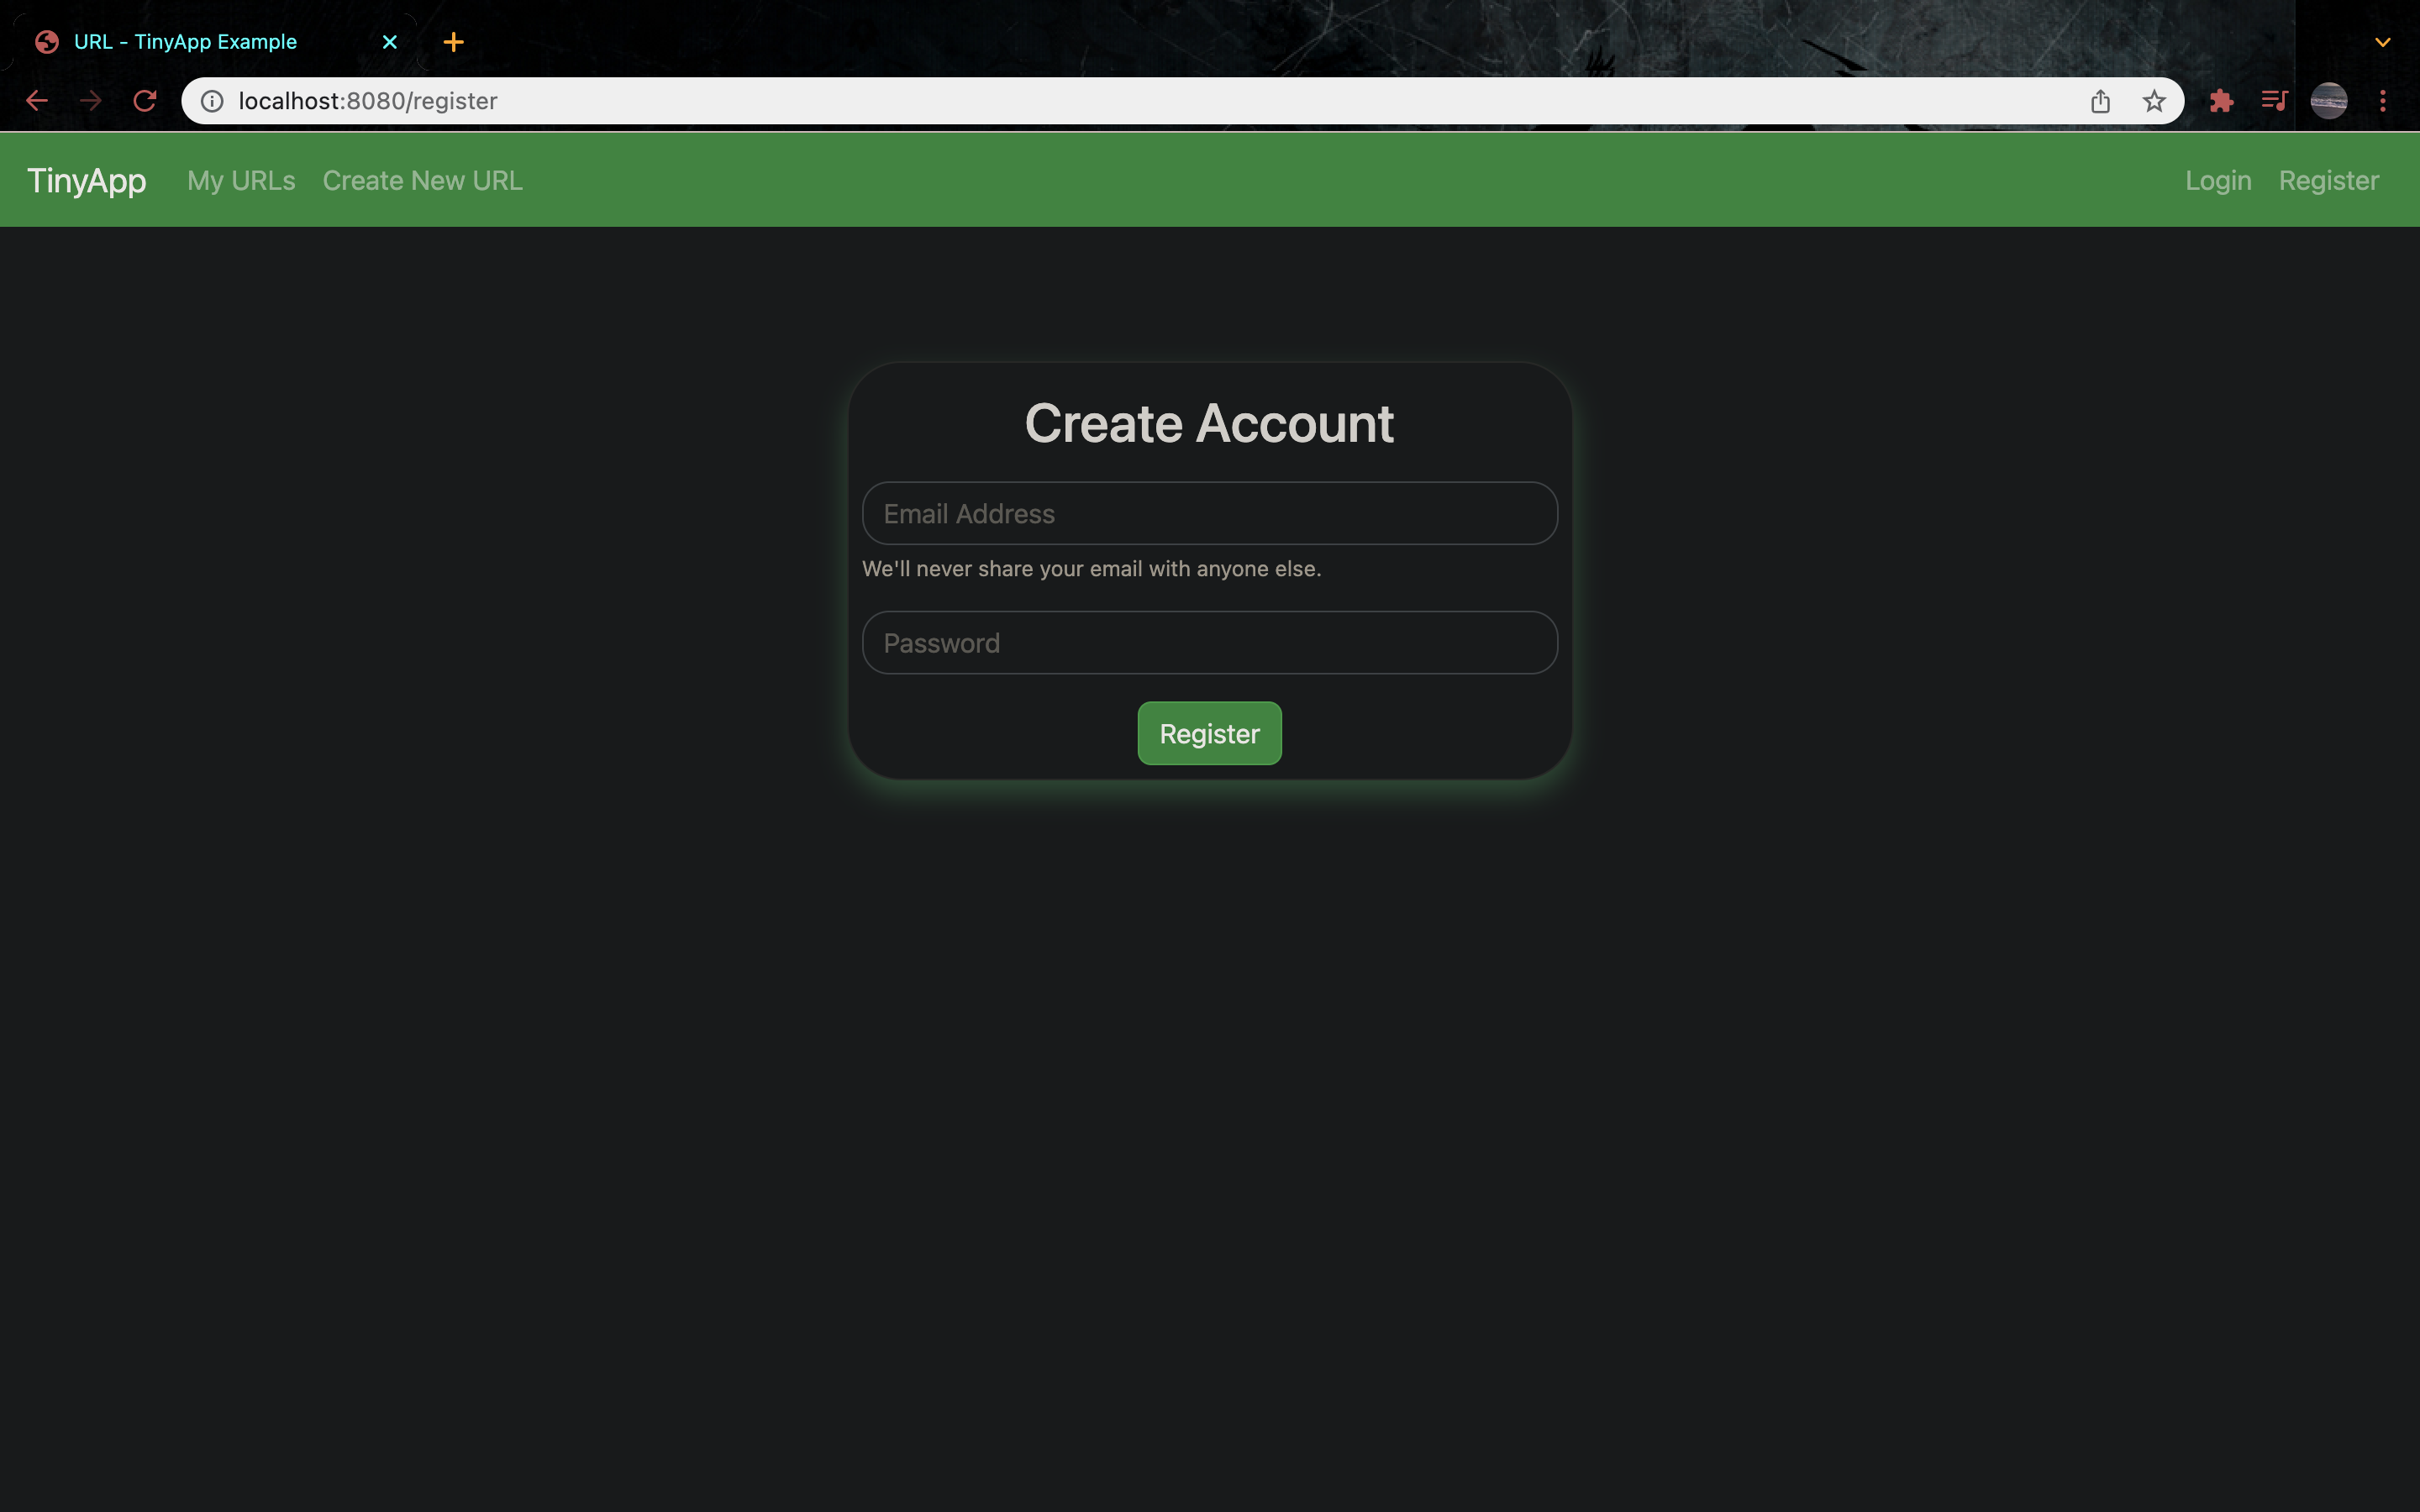 URL - TinyApp Example
localhost:8080/register
TinyApp My URLs Create New URL Login Register
Create Account
Email Address
We'll never share your email with anyone else.
Password
Register